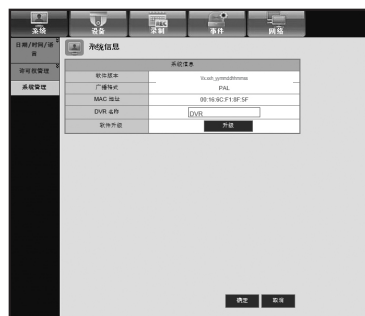 系统 设备 录制 事件 网络
日期/时间/语言
系统信息
密码权管理
系统管理
系统信息
软件版本
广播格式 PAL
MAC 地址 00:16:6C:F1:8F:5F
DVR 名称 DVR
软件升级 升级
确定 取消